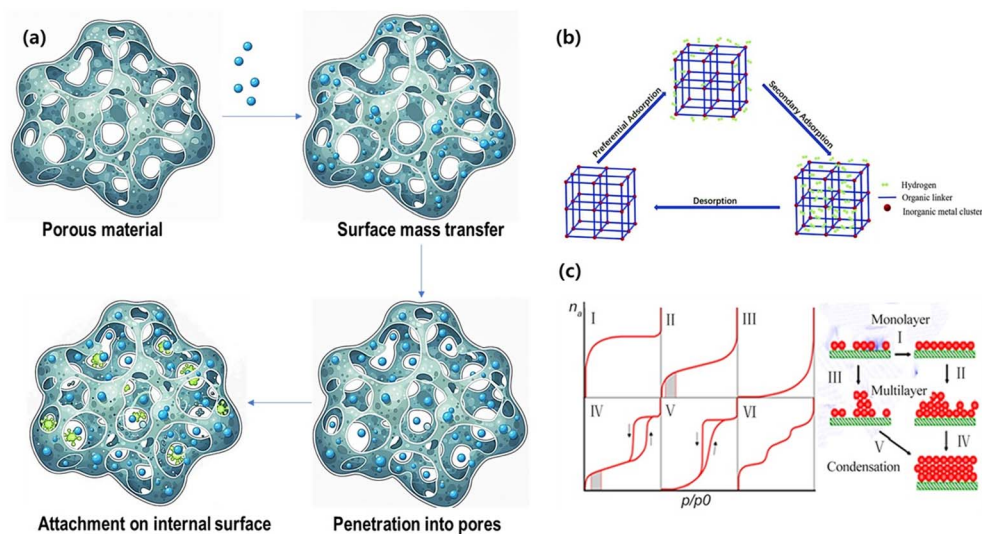 (a)
Porous material
Surface mass transfer
Attachment on internal surface
Penetration into pores
(b)
Preferential Adsorption
Secondary Adsorption
Desorption
Hydrogen
Organic linker
Inorganic metal cluster
(c)
nₐ
I
II
III
IV
V
VI
p/p0
Monolayer
I
III
II
Multilayer
V
IV
Condensation